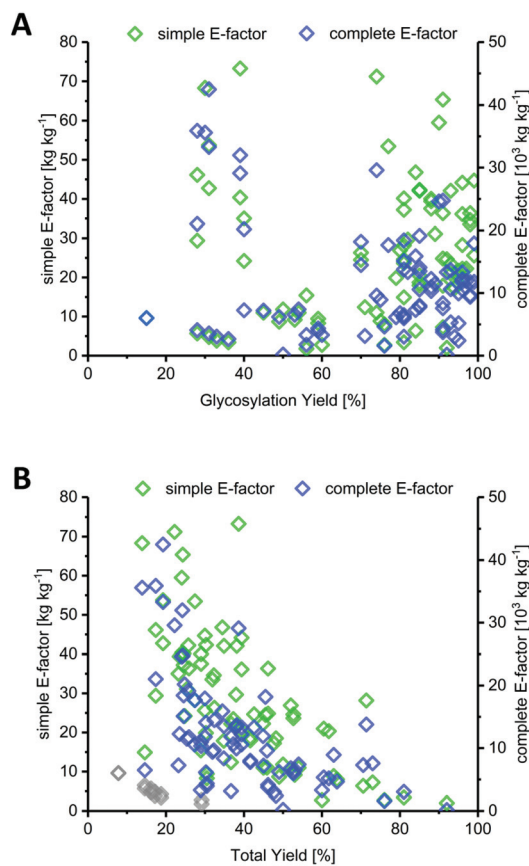 A
simple E-factor complete E-factor
80 50
70
60 40
50 30
40
30 20
20 10
10
0 0
simple E-factor [kg kg⁻¹]
complete E-factor [10³ kg kg⁻¹]
0 20 40 60 80 100
Glycosylation Yield [%]
B
simple E-factor complete E-factor
80 50
70
60 40
50 30
40
30 20
20 10
10
0 0
simple E-factor [kg kg⁻¹]
complete E-factor [10³ kg kg⁻¹]
0 20 40 60 80 100
Total Yield [%]